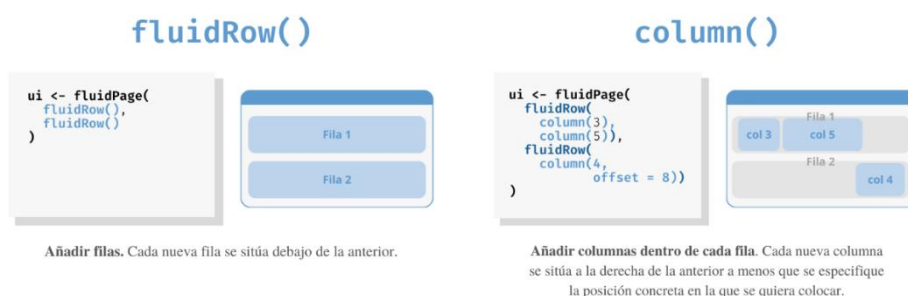 fluidRow()
ui <- fluidPage(
fluidRow(),
fluidRow()
)
Fila 1
Fila 2
Añadir filas. Cada nueva fila se sitúa debajo de la anterior.
column()
ui <- fluidPage(
fluidRow(
column(3),
column(5)),
fluidRow(
column(4,
offset = 8))
)
Fila 1
col 3
col 5
Fila 2
col 4
Añadir columnas dentro de cada fila. Cada nueva columna
se sitúa a la derecha de la anterior a menos que se especifique
la posición concreta en la que se quiera colocar.